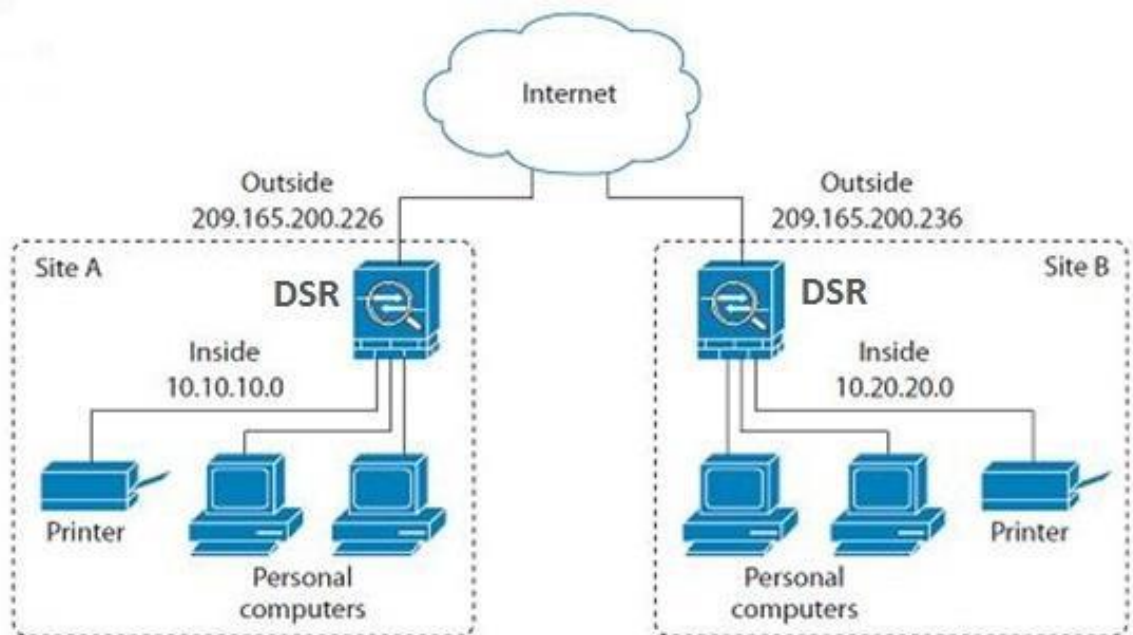 Internet
Outside
209.165.200.226
Outside
209.165.200.236
Site A
DSR
Inside
10.10.10.0
Printer
Personal
computers
Site B
DSR
Inside
10.20.20.0
Personal
computers
Printer